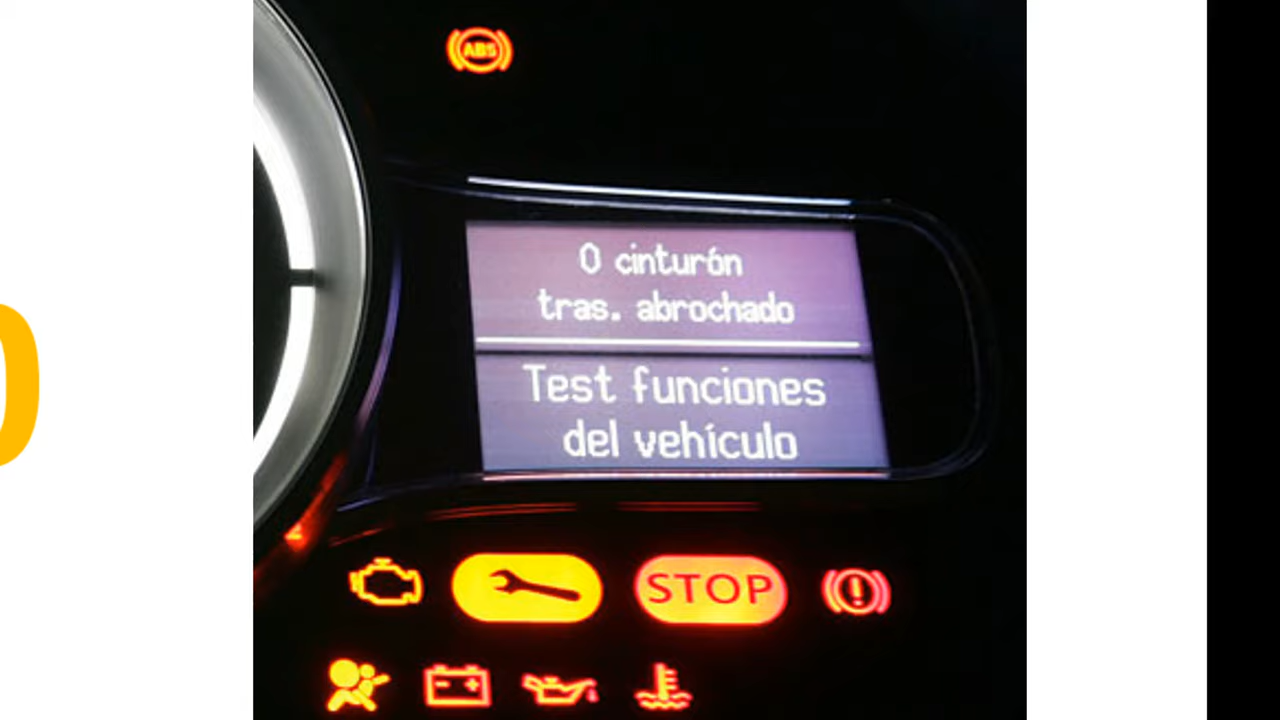 ABS
0 cinturón
tras. abrochado
Test funciones
del vehículo
STOP